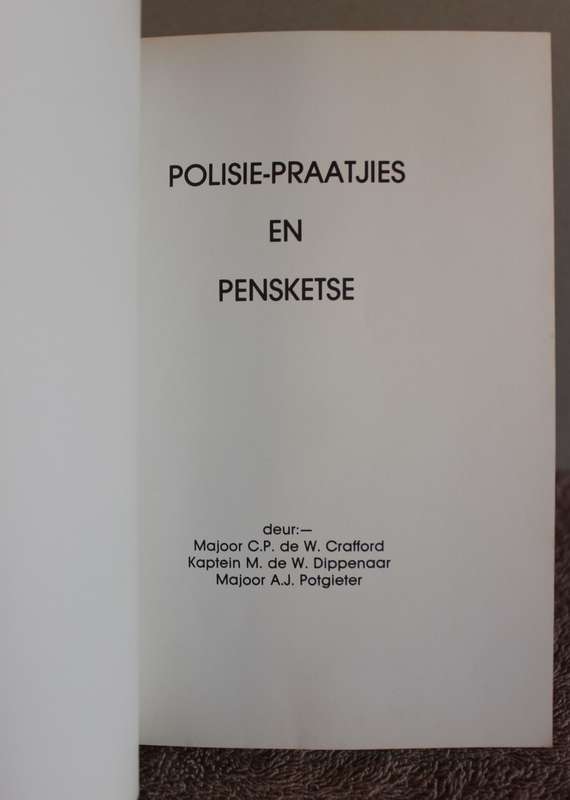 POLISIE-PRAATJIES
EN
PENSKETSE
deur:—
Majoor C.P. de W. Crafford
Kaptein M. de W. Dippenaar
Majoor A.J. Potgieter